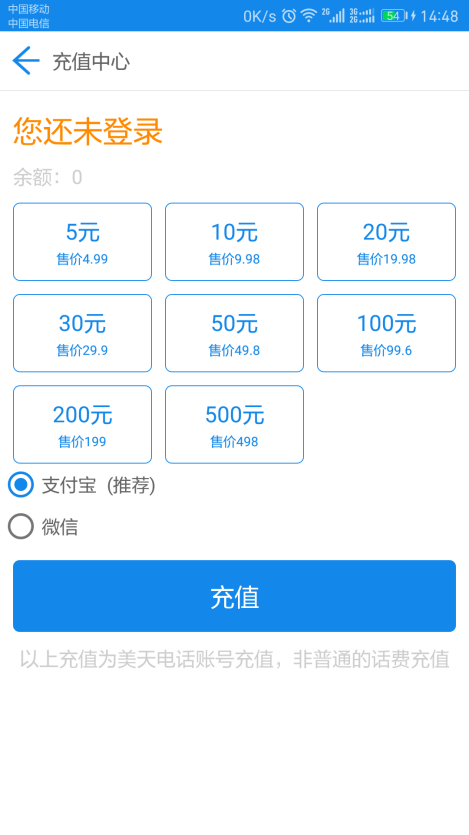 中国移动
中国电信
0K/s 2G 3G 2G 54 14:48
充值中心
您还未登录
余额：0
5元 10元 20元
售价4.99 售价9.98 售价19.98
30元 50元 100元
售价29.9 售价49.8 售价99.6
200元 500元
售价199 售价498
支付宝 (推荐)
微信
充值
以上充值为美天电话账号充值，非普通的话费充值